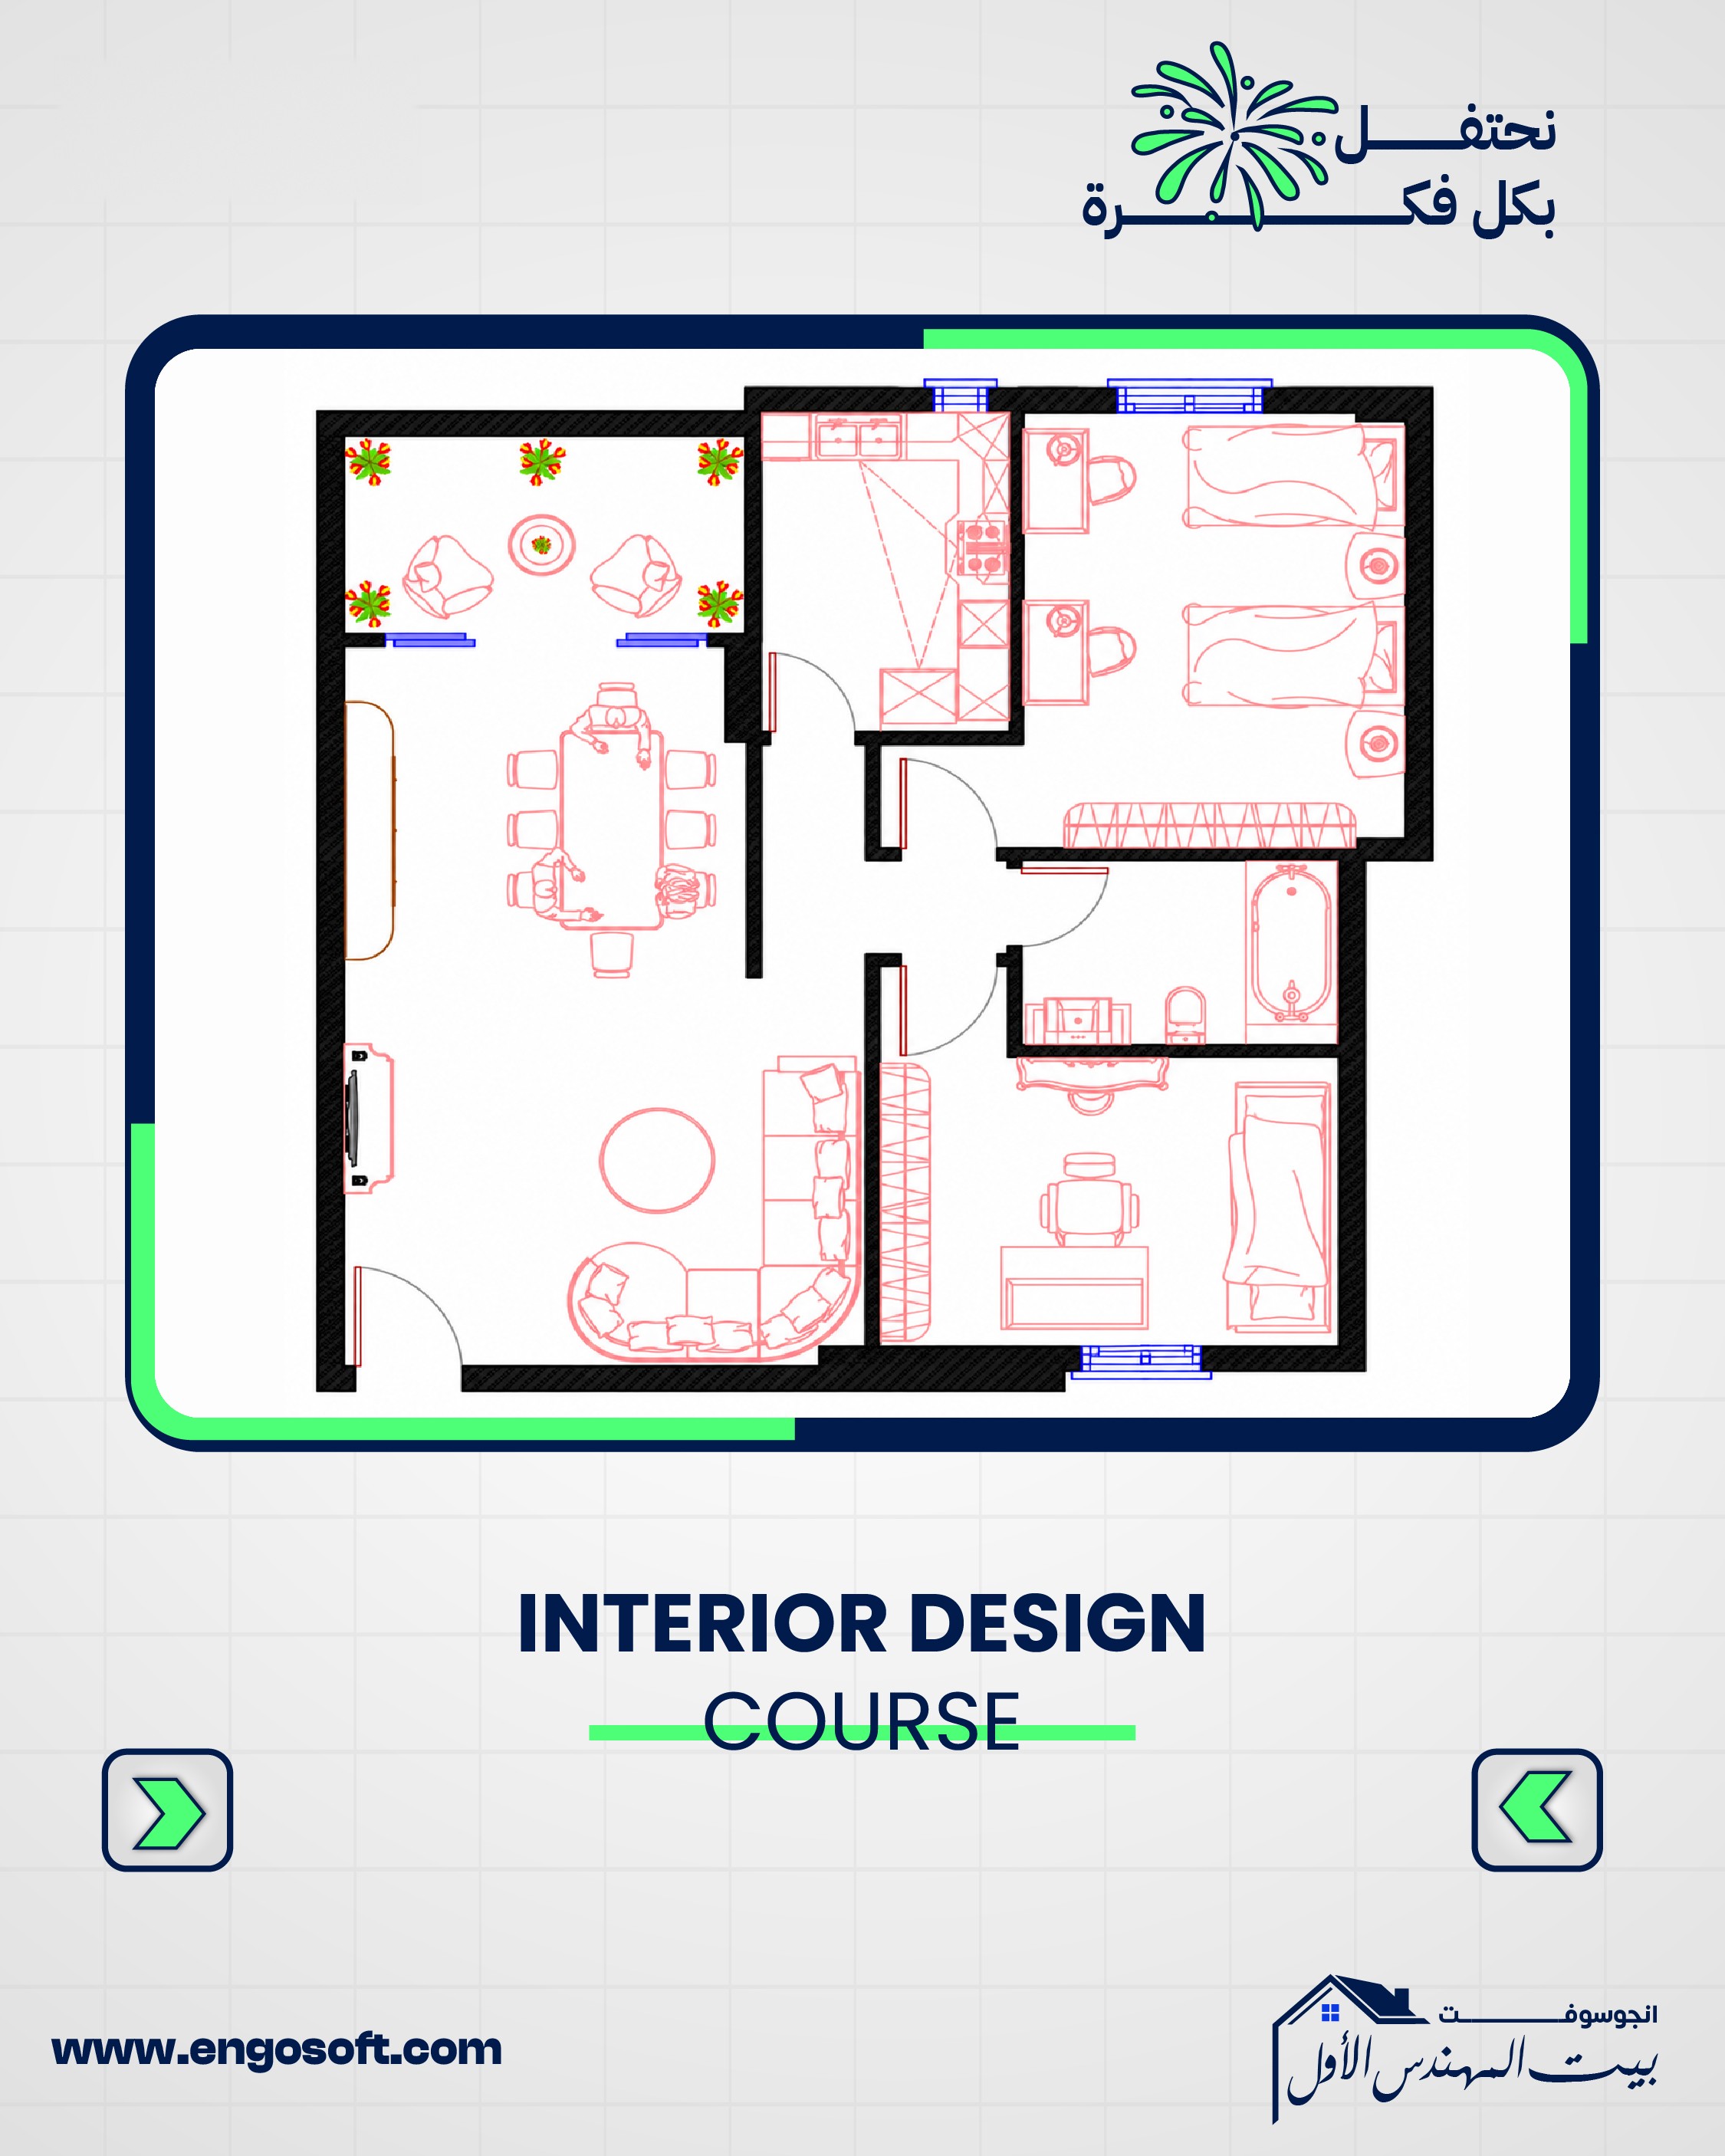 نحتفل
بكل فكرة
INTERIOR DESIGN
COURSE
www.engosoft.com
انجوسوفت
بيت المهندس الأول